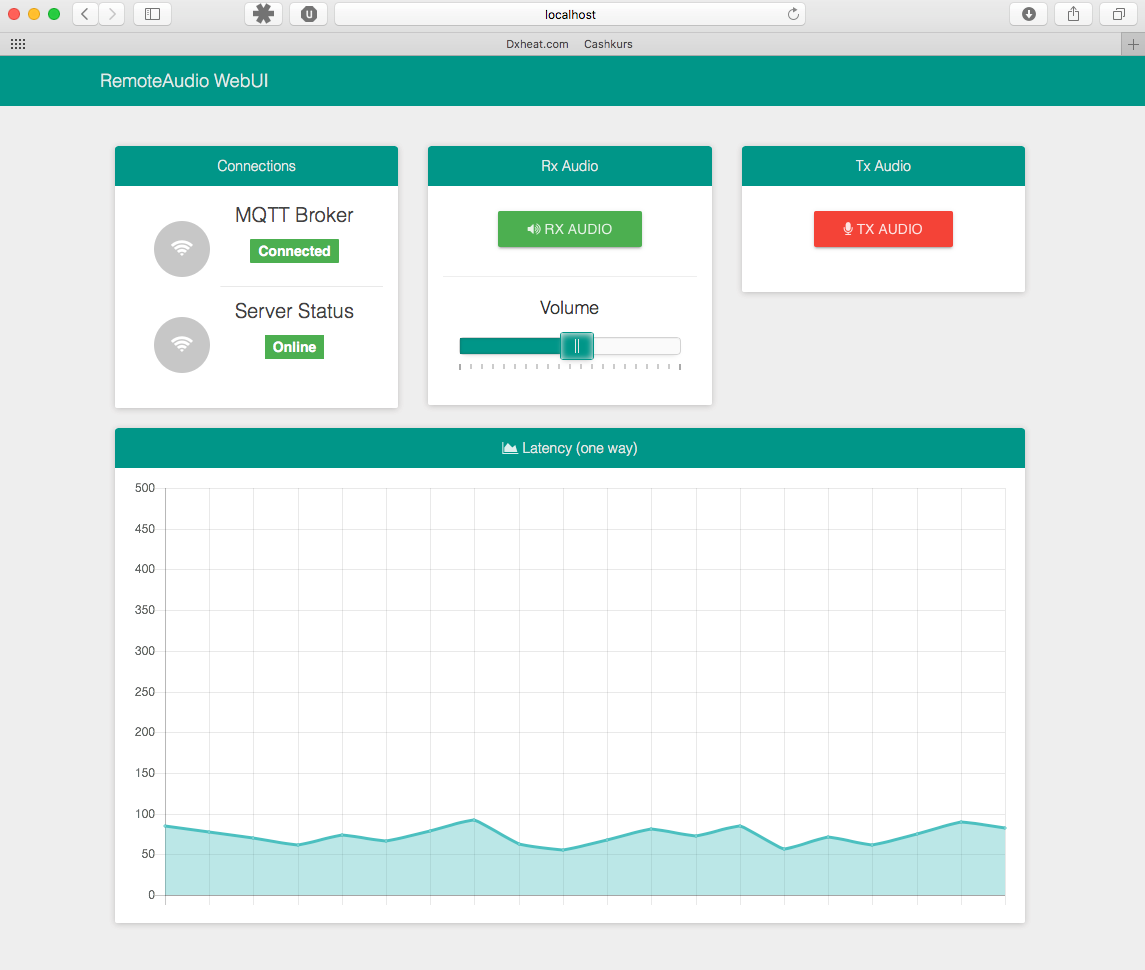 localhost
Dxheat.com Cashkurs
RemoteAudio WebUI
Connections
MQTT Broker
Connected
Server Status
Online
Rx Audio
RX AUDIO
Volume
Tx Audio
TX AUDIO
Latency (one way)
500
450
400
350
300
250
200
150
100
50
0